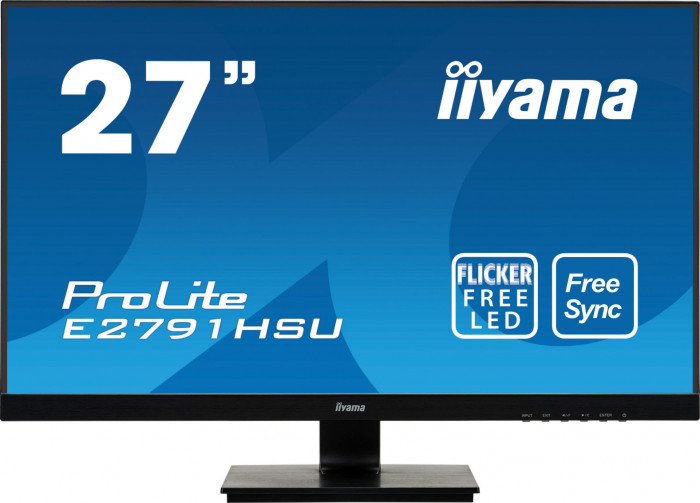 27”
iiyama
ProLite
E2791HSU
FLICKER
FREE
LED
Free
Sync
iiyama
INPUT EXIT ENTER